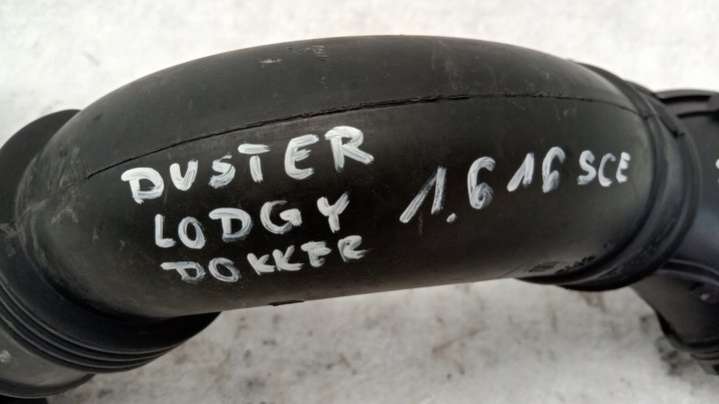 DUSTER
LODGY
DOKKER
1.6 16 SCE